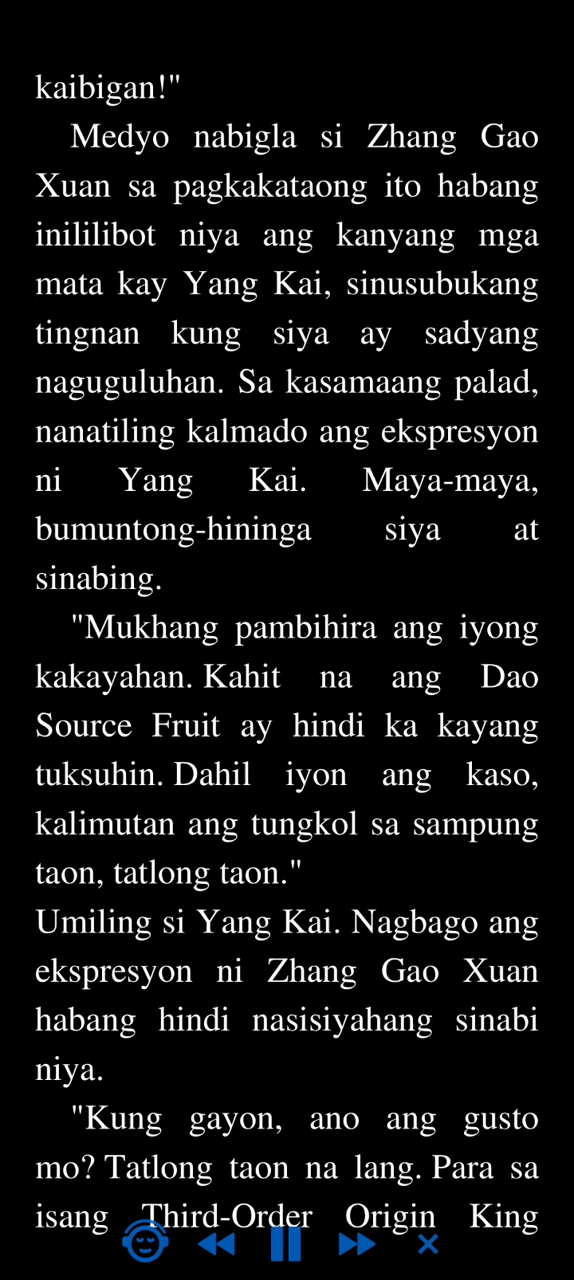 kaibigan!"
Medyo nabigla si Zhang Gao
Xuan sa pagkakataong ito habang
inililibot niya ang kanyang mga
mata kay Yang Kai, sinusubukang
tingnan kung siya ay sadyang
naguguluhan. Sa kasamaang palad,
nanatiling kalmado ang ekspresyon
ni Yang Kai. Maya-maya,
bumuntong-hininga siya at
sinabing.
"Mukhang pambihira ang iyong
kakayahan. Kahit na ang Dao
Source Fruit ay hindi ka kayang
tuksuhin. Dahil iyon ang kaso,
kalimutan ang tungkol sa sampung
taon, tatlong taon."
Umiling si Yang Kai. Nagbago ang
ekspresyon ni Zhang Gao Xuan
habang hindi nasisiyahang sinabi
niya.
"Kung gayon, ano ang gusto
mo? Tatlong taon na lang. Para sa
isang Third-Order Origin King